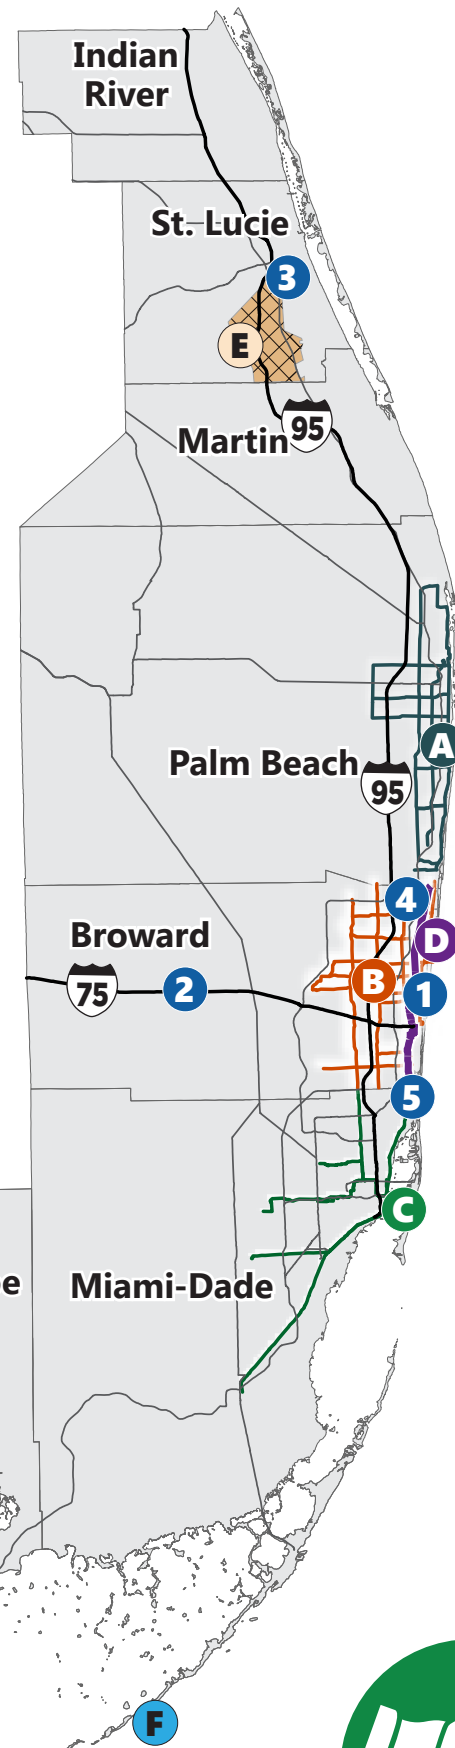 Indian
River
St. Lucie
3
E
95
Martin
A
Palm Beach
95
4
Broward
D
B
75
2
1
5
C
e
Miami-Dade
F